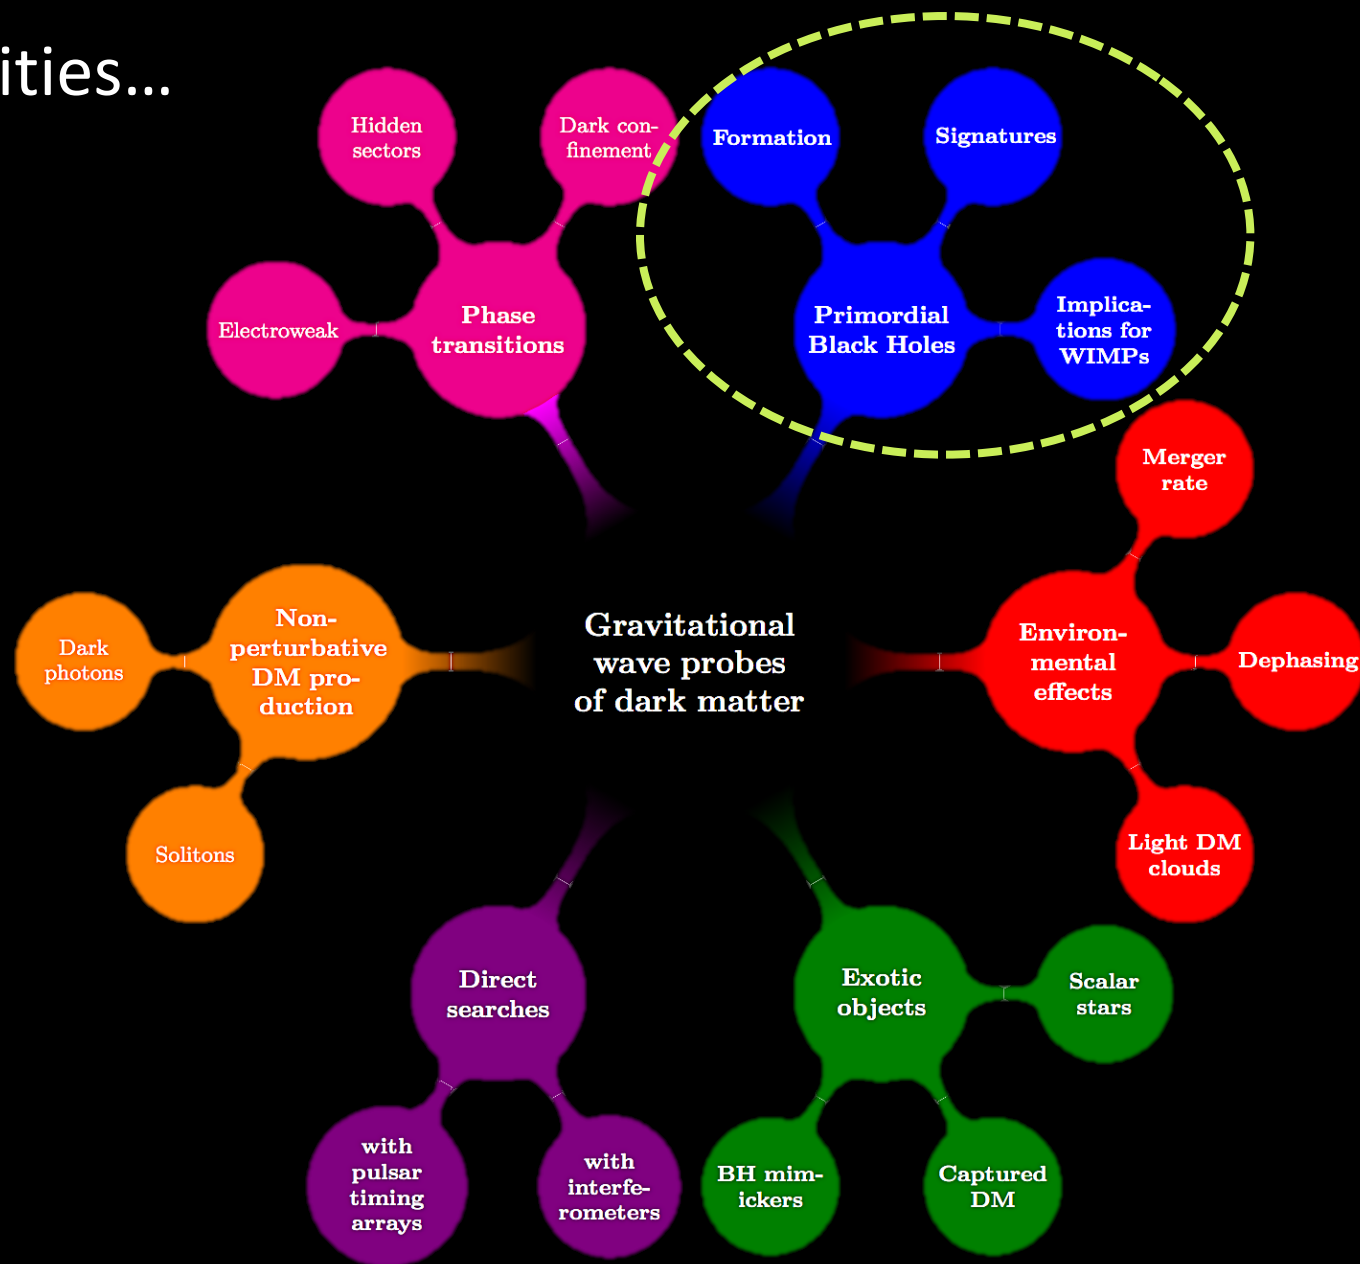 ities...
Hidden
sectors
Dark con-
finement
Electroweak
Phase
transitions
Formation
Signatures
Primordial
Black Holes
Implica-
tions for
WIMPs
Merger
rate
Environ-
mental
effects
Dephasing
Light DM
clouds
Gravitational
wave probes
of dark matter
Non-
perturbative
DM pro-
duction
Dark
photons
Solitons
Direct
searches
with
pulsar
timing
arrays
with
interfe-
rometers
Exotic
objects
Scalar
stars
BH mim-
ickers
Captured
DM